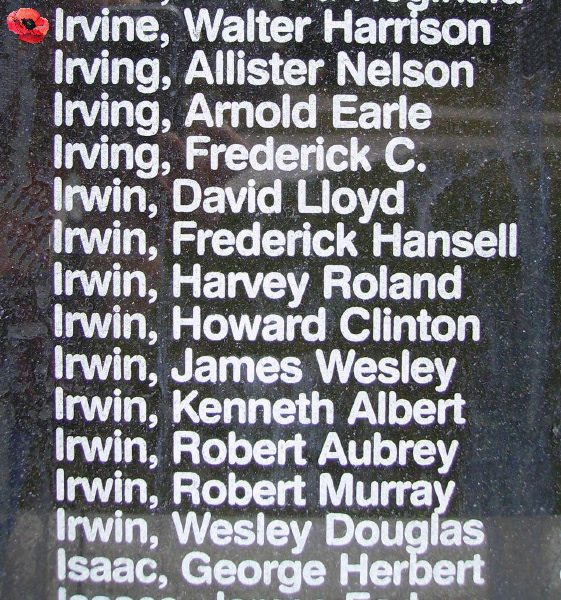 Reginald
Irvine, Walter Harrison
Irving, Allister Nelson
Irving, Arnold Earle
Irving, Frederick C.
Irwin, David Lloyd
Irwin, Frederick Hansell
Irwin, Harvey Roland
Irwin, Howard Clinton
Irwin, James Wesley
Irwin, Kenneth Albert
Irwin, Robert Aubrey
Irwin, Robert Murray
Irwin, Wesley Douglas
Isaac, George Herbert